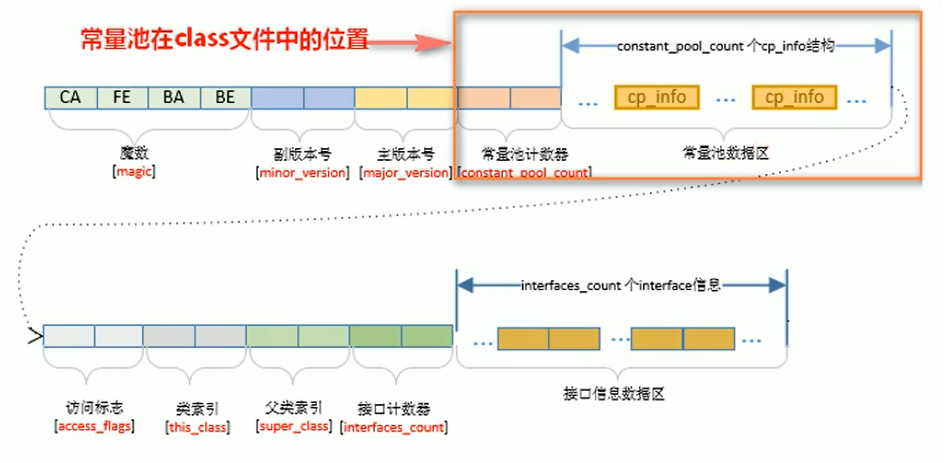 常量池在class文件中的位置
constant_pool_count 个cp_info结构
CA FE BA BE
... cp_info ... cp_info ...
魔数 副版本号 主版本号 常量池计数器 常量池数据区
[magic] [minor_version] [major_version] [constant_pool_count]
interfaces_count 个interface信息
... ... ...
访问标志 类索引 父类索引 接口计数器 接口信息数据区
[access_flags] [this_class] [super_class] [interfaces_count]